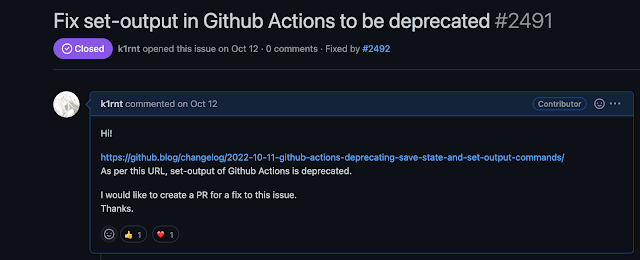 Fix set-output in Github Actions to be deprecated #2491
Closed k1rnt opened this issue on Oct 12 · 0 comments · Fixed by #2492
k1rnt commented on Oct 12 Contributor
Hi!
https://github.blog/changelog/2022-10-11-github-actions-deprecating-save-state-and-set-output-commands/
As per this URL, set-output of Github Actions is deprecated.
I would like to create a PR for a fix to this issue.
Thanks.
👍 1 ❤️ 1